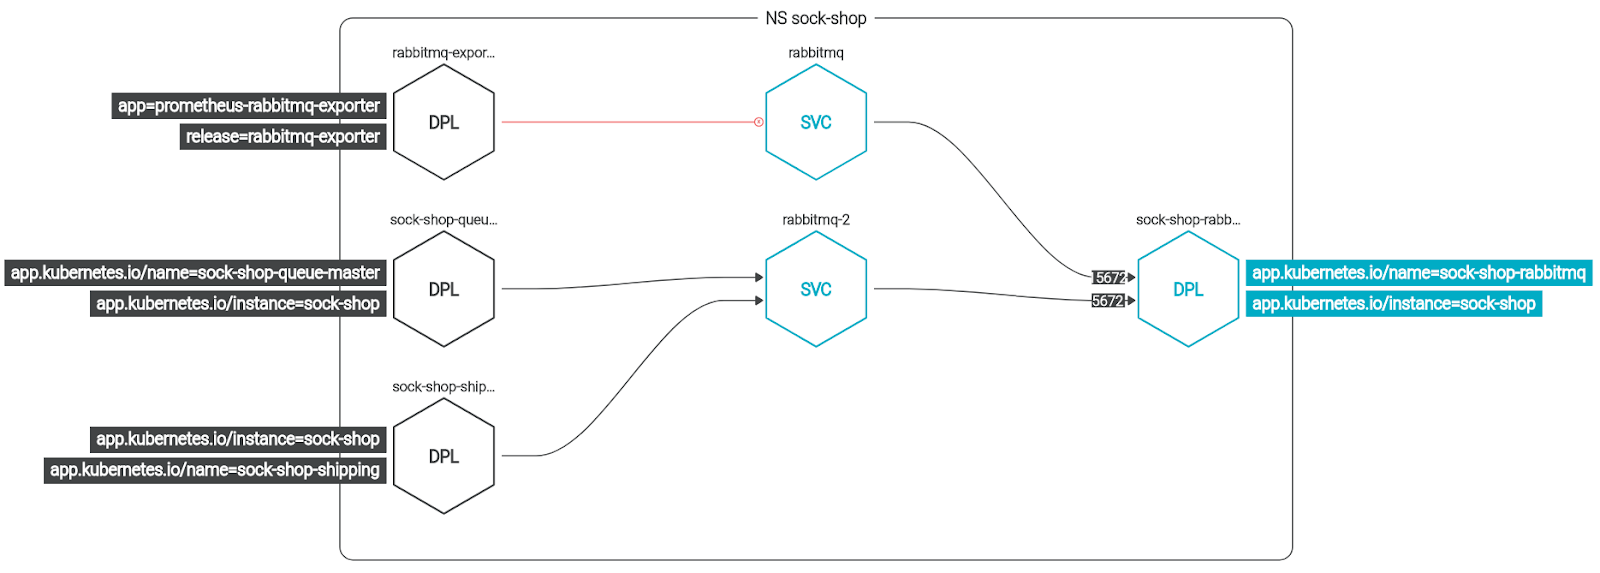 NS sock-shop
rabbitmq-expor...
rabbitmq
app=prometheus-rabbitmq-exporter
release=rabbitmq-exporter
DPL
SVC
sock-shop-queu...
rabbitmq-2
sock-shop-rabb...
app.kubernetes.io/name=sock-shop-queue-master
app.kubernetes.io/instance=sock-shop
DPL
SVC
5672
5672
DPL
app.kubernetes.io/name=sock-shop-rabbitmq
app.kubernetes.io/instance=sock-shop
sock-shop-ship...
app.kubernetes.io/instance=sock-shop
app.kubernetes.io/name=sock-shop-shipping
DPL